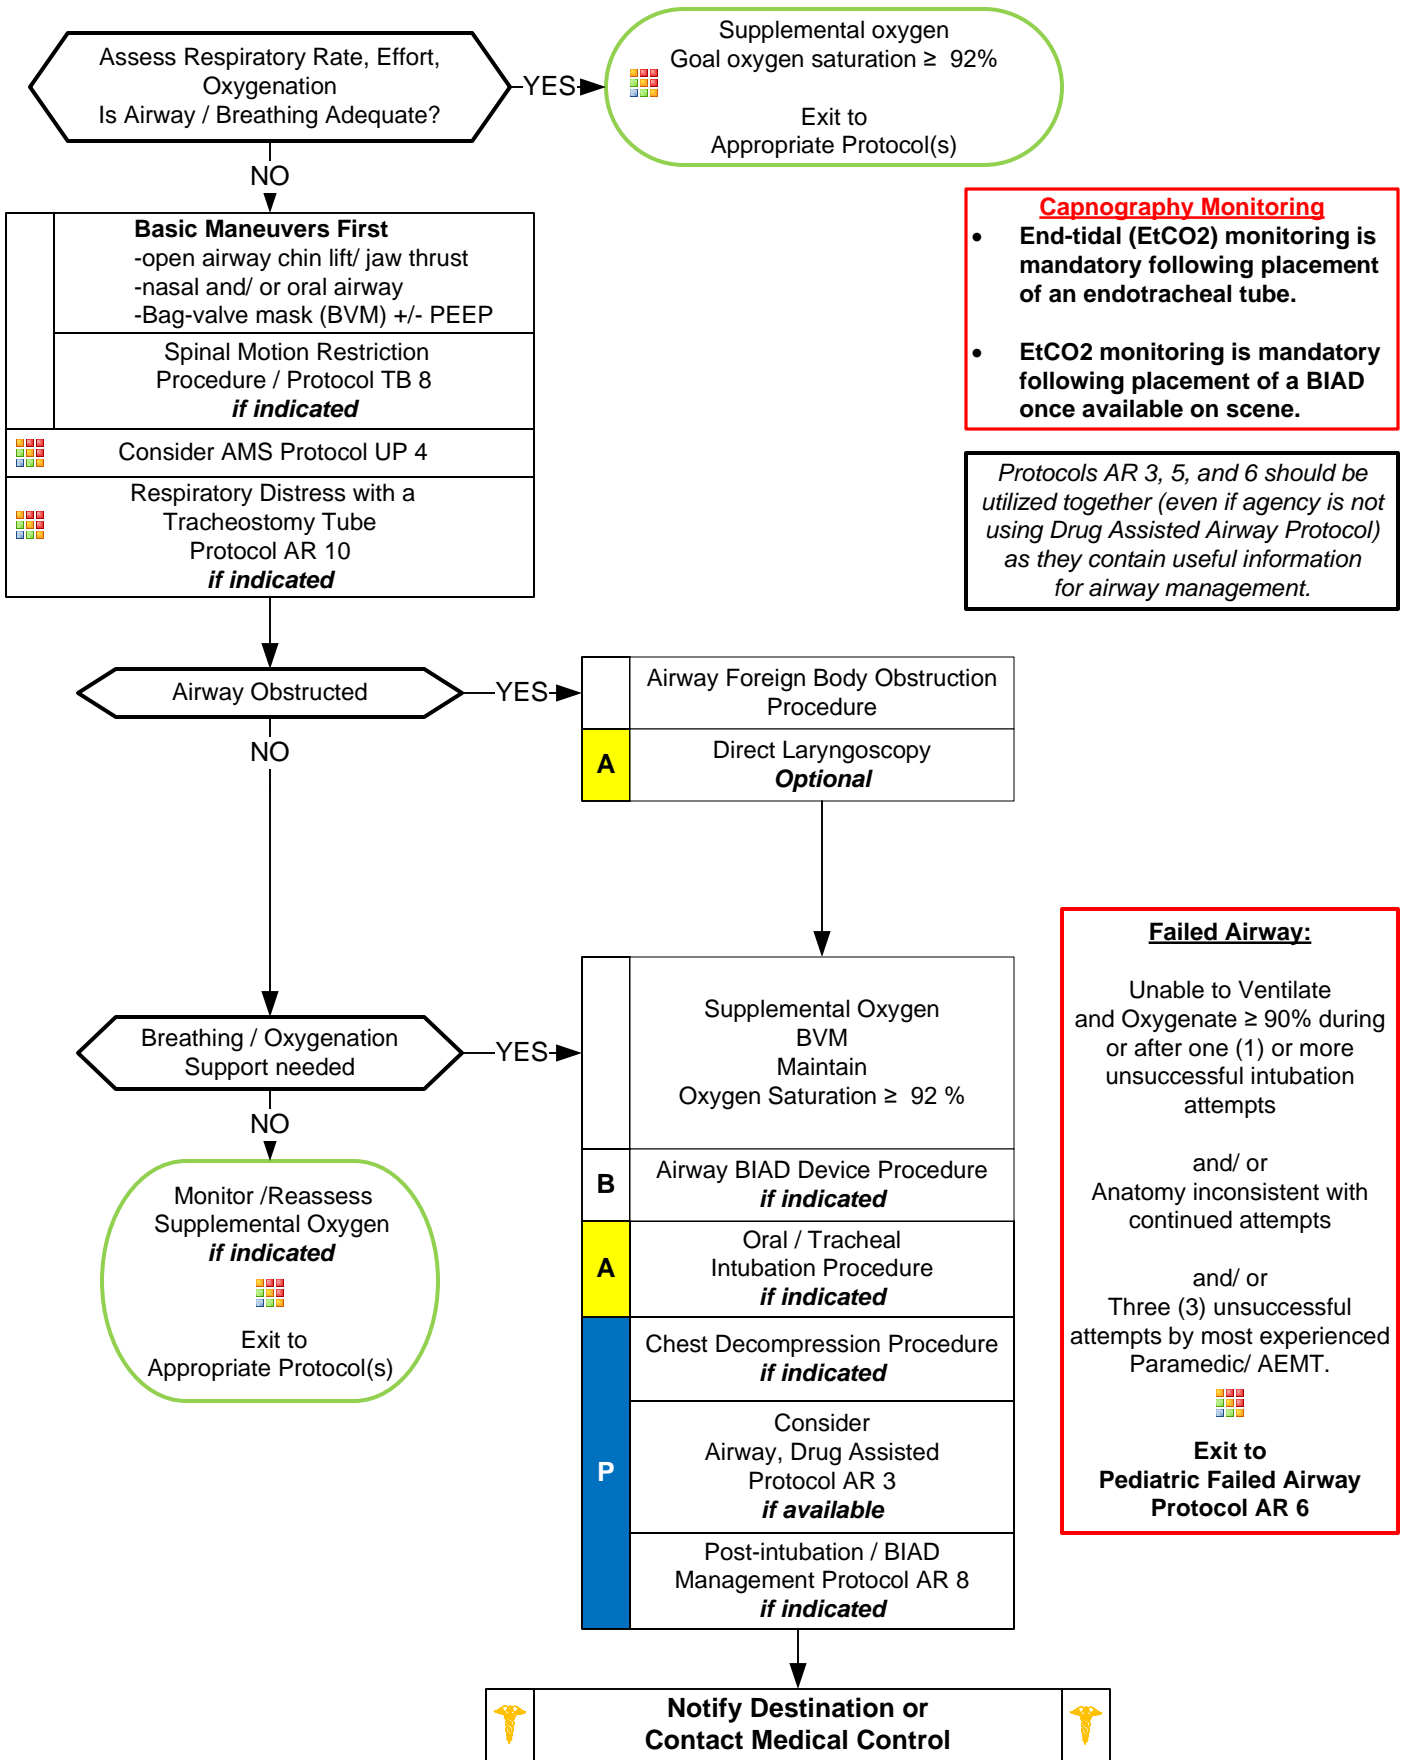 Assess Respiratory Rate, Effort,
Oxygenation
Is Airway / Breathing Adequate?
YES
Supplemental oxygen
Goal oxygen saturation ≥ 92%
Exit to
Appropriate Protocol(s)
NO
Basic Maneuvers First
-open airway chin lift/ jaw thrust
-nasal and/ or oral airway
-Bag-valve mask (BVM) +/- PEEP
Spinal Motion Restriction
Procedure / Protocol TB 8
if indicated
Consider AMS Protocol UP 4
Respiratory Distress with a
Tracheostomy Tube
Protocol AR 10
if indicated
Capnography Monitoring
• End-tidal (EtCO2) monitoring is
mandatory following placement
of an endotracheal tube.
• EtCO2 monitoring is mandatory
following placement of a BIAD
once available on scene.
Protocols AR 3, 5, and 6 should be
utilized together (even if agency is not
using Drug Assisted Airway Protocol)
as they contain useful information
for airway management.
Airway Obstructed
YES
Airway Foreign Body Obstruction
Procedure
A
Direct Laryngoscopy
Optional
NO
Breathing / Oxygenation
Support needed
YES
Supplemental Oxygen
BVM
Maintain
Oxygen Saturation ≥ 92 %
B
Airway BIAD Device Procedure
if indicated
A
Oral / Tracheal
Intubation Procedure
if indicated
P
Chest Decompression Procedure
if indicated
Consider
Airway, Drug Assisted
Protocol AR 3
if available
Post-intubation / BIAD
Management Protocol AR 8
if indicated
NO
Monitor /Reassess
Supplemental Oxygen
if indicated
Exit to
Appropriate Protocol(s)
Failed Airway:
Unable to Ventilate
and Oxygenate ≥ 90% during
or after one (1) or more
unsuccessful intubation
attempts
and/ or
Anatomy inconsistent with
continued attempts
and/ or
Three (3) unsuccessful
attempts by most experienced
Paramedic/ AEMT.
Exit to
Pediatric Failed Airway
Protocol AR 6
Notify Destination or
Contact Medical Control